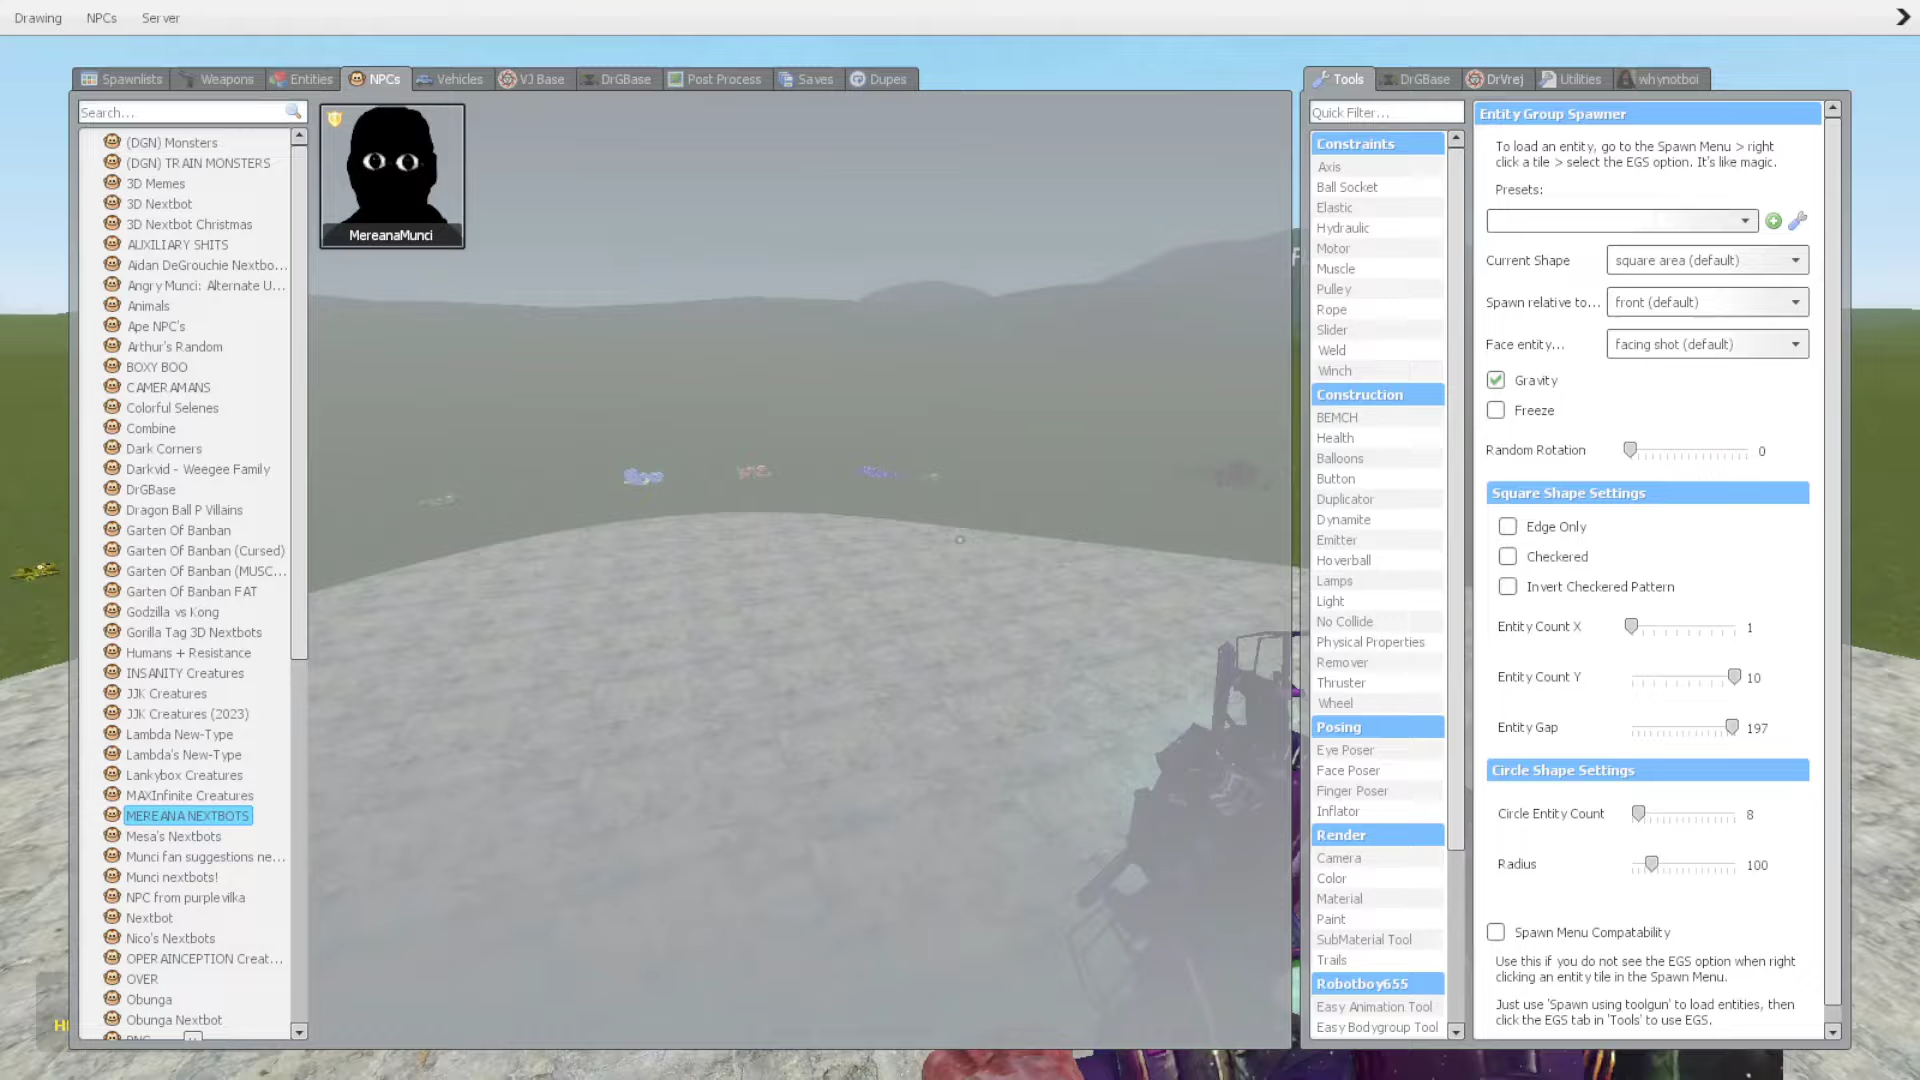 Drawing NPCs Server
Spawnlists Weapons Entities NPCs Vehicles VJ Base DrGBase Post Process Saves Dupes
Search...
(DGN) Monsters
(DGN) TRAIN MONSTERS
3D Memes
3D Nextbot
3D Nextbot Christmas
AUXILIARY SHITS
Aidan DeGrouchie Nextbo...
Angry Munci: Alternate U...
Animals
Ape NPC's
Arthur's Random
BOXY BOO
CAMERAMANS
Colorful Selenes
Combine
Dark Corners
Darkvid - Weegee Family
DrGBase
Dragon Ball P Villains
Garten Of Banban
Garten Of Banban (Cursed)
Garten Of Banban (MUSC...
Garten Of Banban FAT
Godzilla vs Kong
Gorilla Tag 3D Nextbots
Humans + Resistance
INSANITY Creatures
JJK Creatures
JJK Creatures (2023)
Lambda New-Type
Lambda's New-Type
Lankybox Creatures
MAXInfinite Creatures
MEREANA NEXTBOTS
Mesa's Nextbots
Munci fan suggestions ne...
Munci nextbots!
NPC from purplevilka
Nextbot
Nico's Nextbots
OPERAINCEPTION Creat...
OVER
Obunga
Obunga Nextbot
MereanaMunci
Tools DrGBase DrVrej Utilities whynotboi
Quick Filter...
Constraints
Axis
Ball Socket
Elastic
Hydraulic
Motor
Muscle
Pulley
Rope
Slider
Weld
Winch
Construction
BEMCH
Health
Balloons
Button
Duplicator
Dynamite
Emitter
Hoverball
Lamps
Light
No Collide
Physical Properties
Remover
Thruster
Wheel
Posing
Eye Poser
Face Poser
Finger Poser
Inflator
Render
Camera
Color
Material
Paint
SubMaterial Tool
Trails
Robotboy655
Easy Animation Tool
Easy Bodygroup Tool
Entity Group Spawner
To load an entity, go to the Spawn Menu > right
click a tile > select the EGS option. It's like magic.
Presets:
Current Shape square area (default)
Spawn relative to... front (default)
Face entity... facing shot (default)
Gravity
Freeze
Random Rotation 0
Square Shape Settings
Edge Only
Checkered
Invert Checkered Pattern
Entity Count X 1
Entity Count Y 10
Entity Gap 197
Circle Shape Settings
Circle Entity Count 8
Radius 100
Spawn Menu Compatability
Use this if you do not see the EGS option when right
clicking an entity tile in the Spawn Menu.
Just use 'Spawn using toolgun' to load entities, then
click the EGS tab in 'Tools' to use EGS.